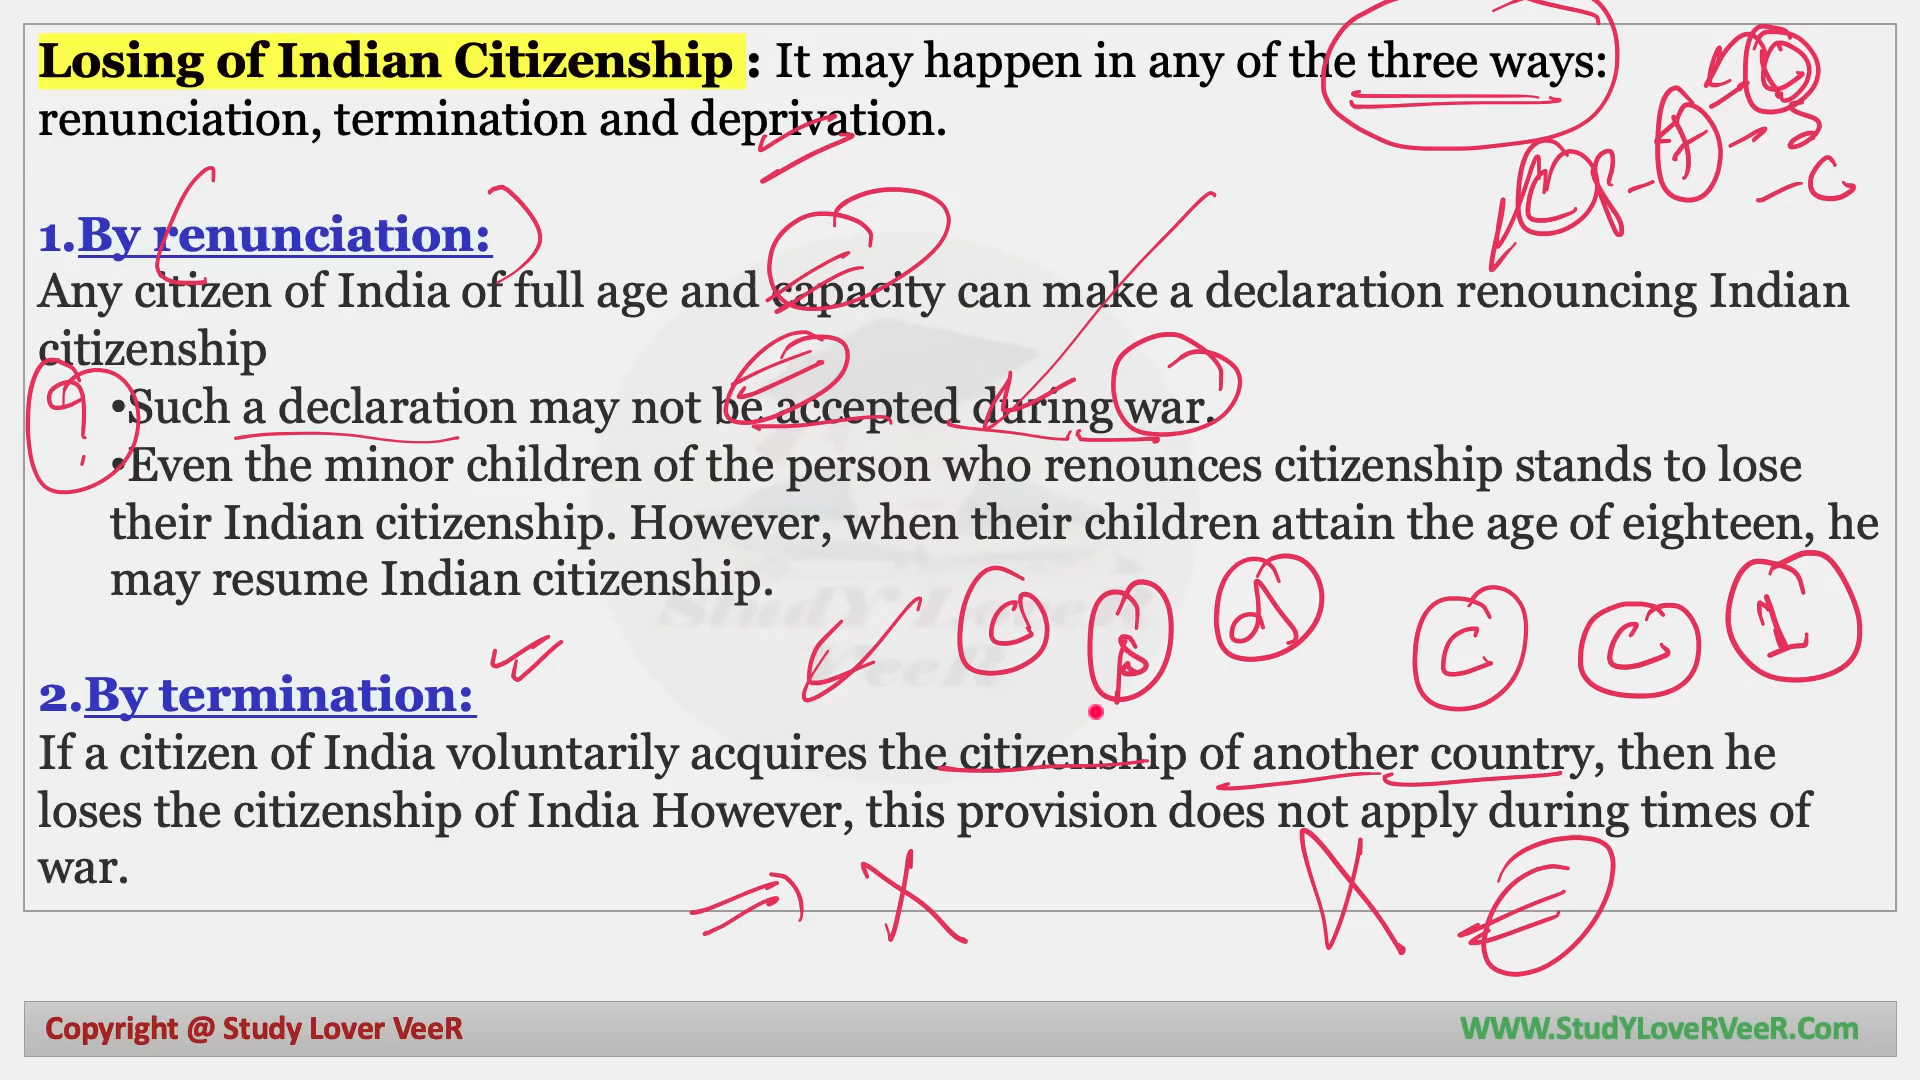 Losing of Indian Citizenship : It may happen in any of the three ways:
renunciation, termination and deprivation.
1.By renunciation:
Any citizen of India of full age and capacity can make a declaration renouncing Indian
citizenship
•Such a declaration may not be accepted during war.
•Even the minor children of the person who renounces citizenship stands to lose
their Indian citizenship. However, when their children attain the age of eighteen, he
may resume Indian citizenship.
StudY Lover
VeeR
2.By termination:
If a citizen of India voluntarily acquires the citizenship of another country, then he
loses the citizenship of India However, this provision does not apply during times of
war.
Copyright @ Study Lover VeeR
WWW.StudYLoveRVeeR.Com